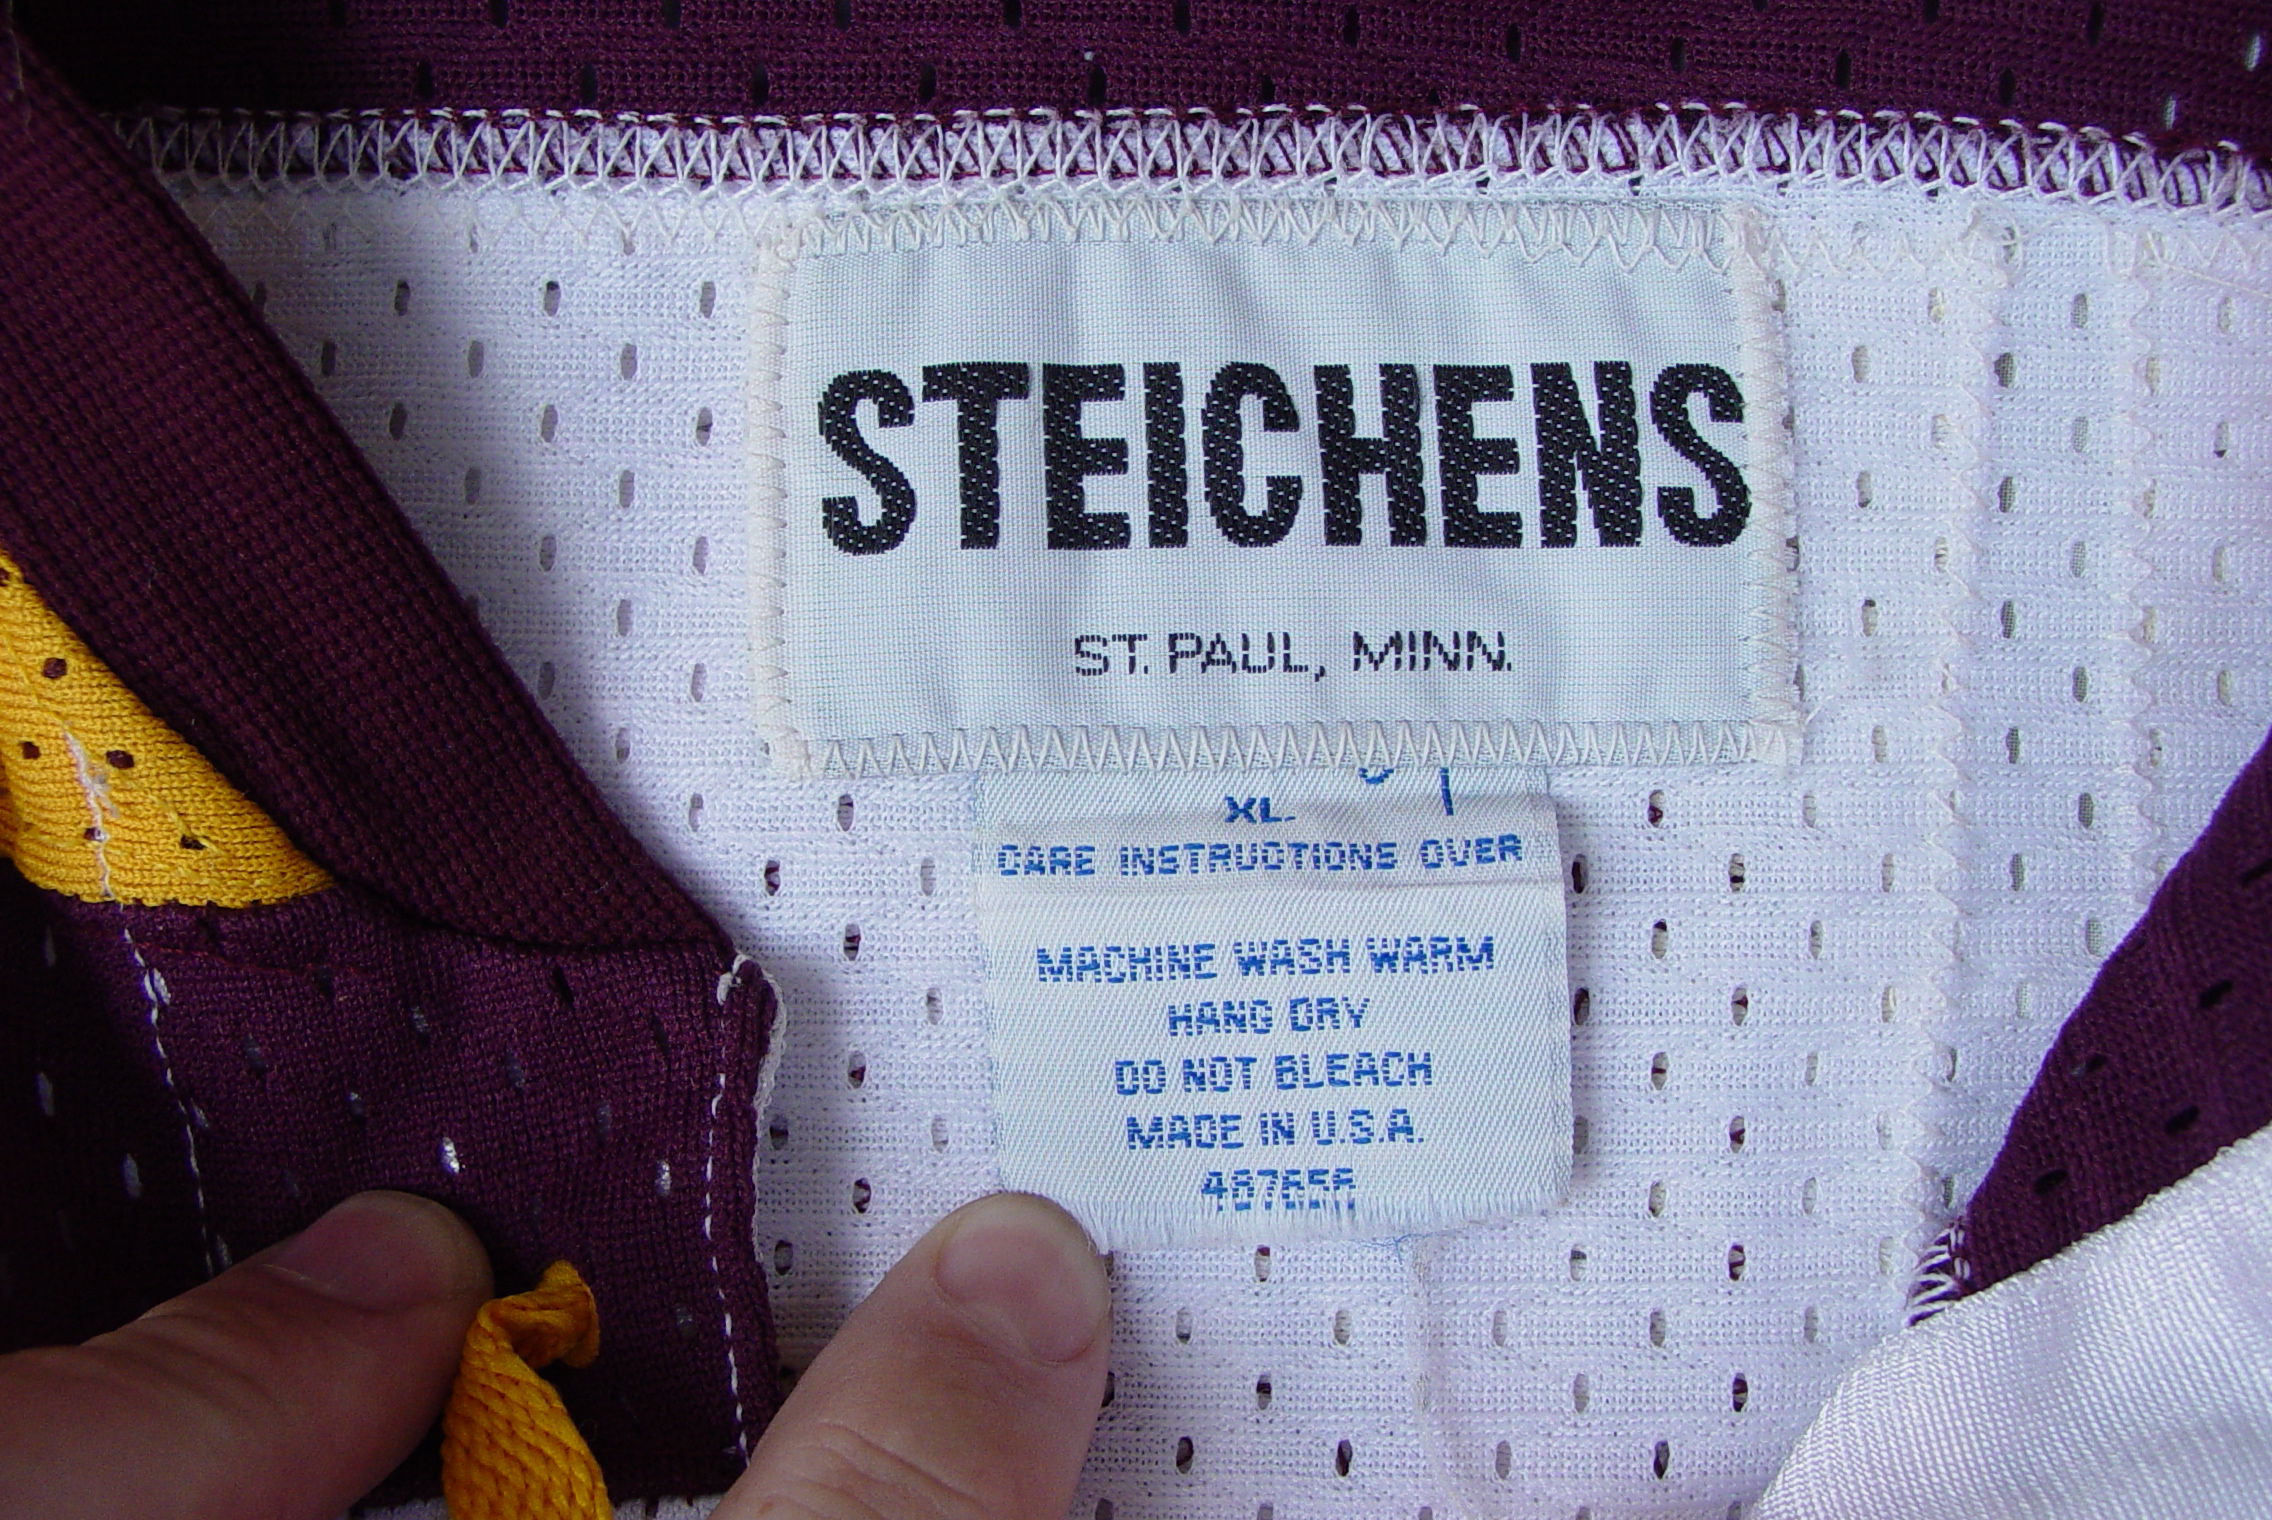 STEICHENS
ST. PAUL, MINN.
XL.
CARE INSTRUCTIONS OVER
MACHINE WASH WARM
HANG DRY
DO NOT BLEACH
MADE IN U.S.A.